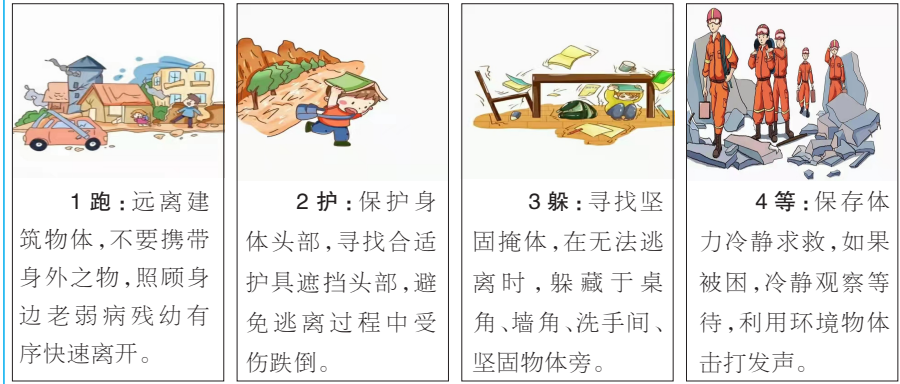 1 跑：远离建
筑物体，不要携带
身外之物，照顾身
边老弱病残幼有
序快速离开。
2 护：保护身
体头部，寻找合适
护具遮挡头部，避
免逃离过程中受
伤跌倒。
3 躲：寻找坚
固掩体，在无法逃
离时，躲藏于桌
角、墙角、洗手间、
坚固物体旁。
4 等：保存体
力冷静求救，如果
被困，冷静观察等
待，利用环境物体
击打发声。